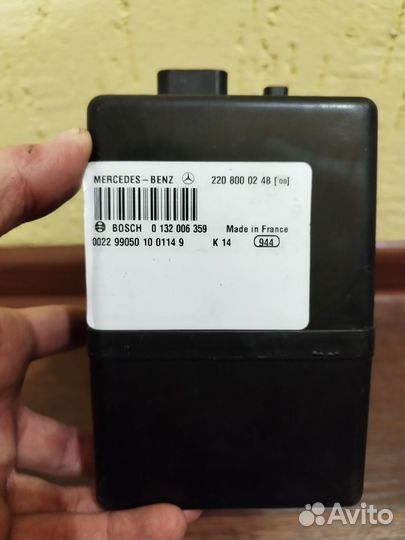 MERCEDES-BENZ 220 800 02 48 ['09]
BOSCH 0 132 006 359 Made in France
0022 99050 10 0114 9 K 14 944
Avito